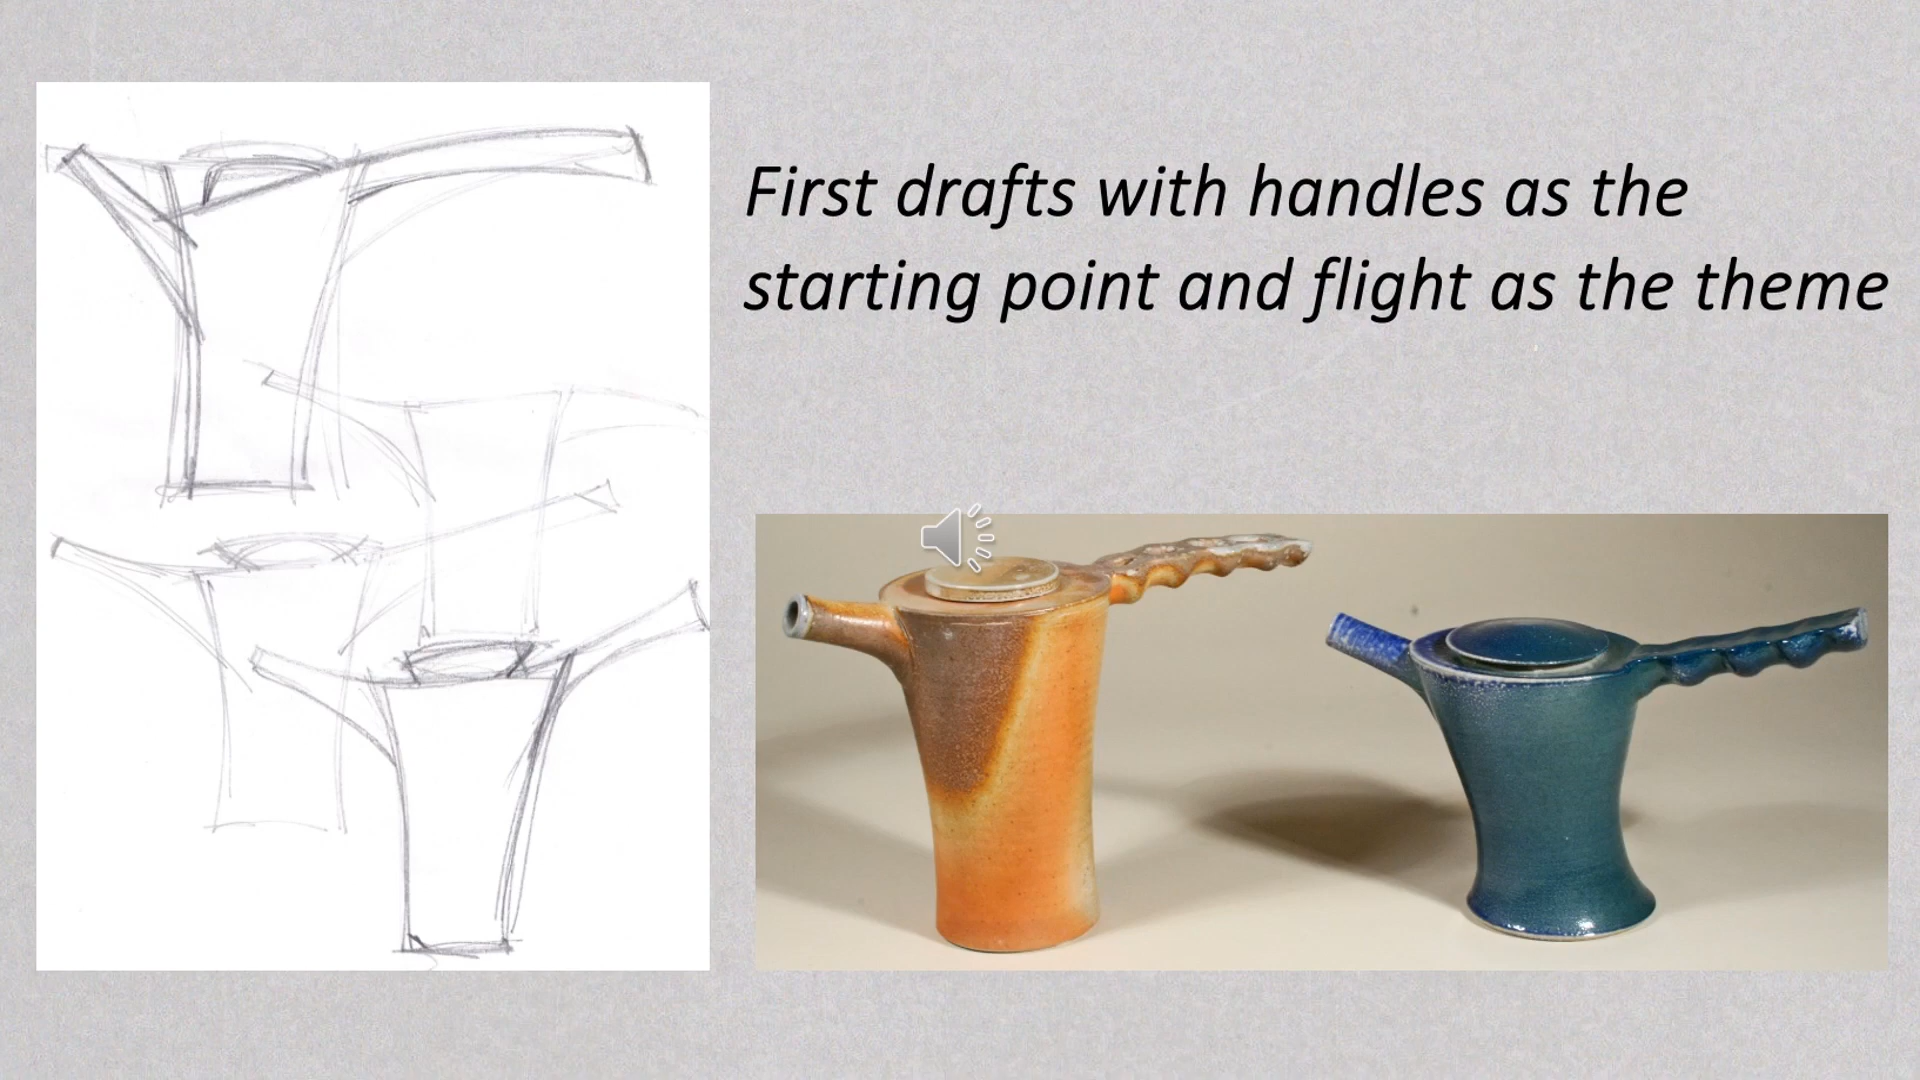 First drafts with handles as the
starting point and flight as the theme